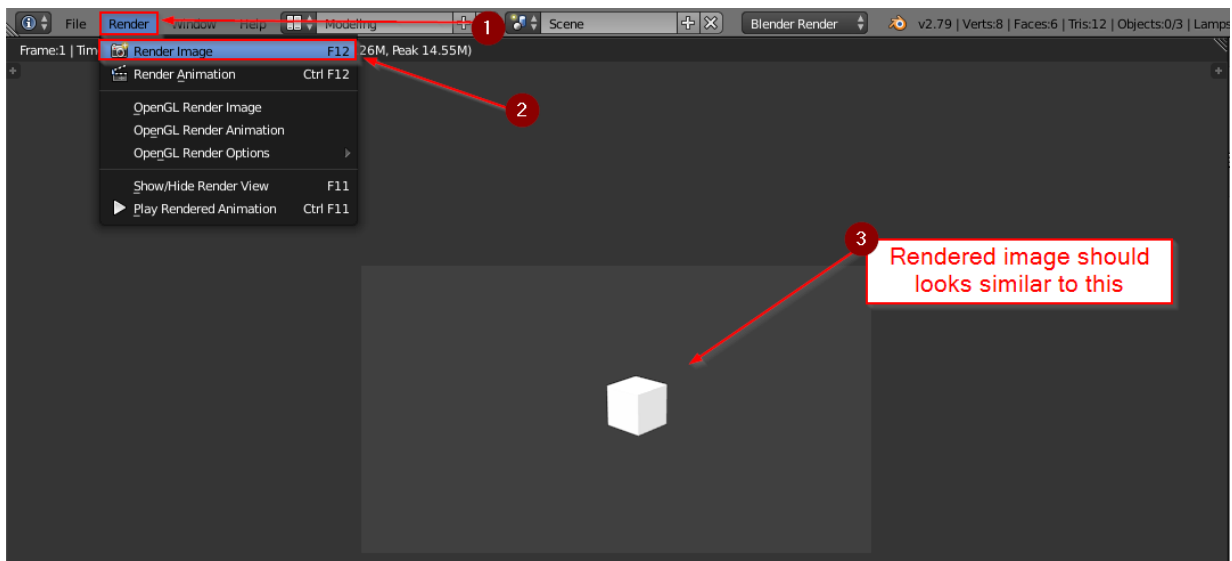 File Render Window Help Modeling Scene Blender Render v2.79 | Verts:8 | Faces:6 | Tris:12 | Objects:0/3 | Lamps
1
Frame:1 | Tim 26M, Peak 14.55M)
Render Image F12
Render Animation Ctrl F12
2
OpenGL Render Image
OpenGL Render Animation
OpenGL Render Options
Show/Hide Render View F11
Play Rendered Animation Ctrl F11
3
Rendered image should
looks similar to this